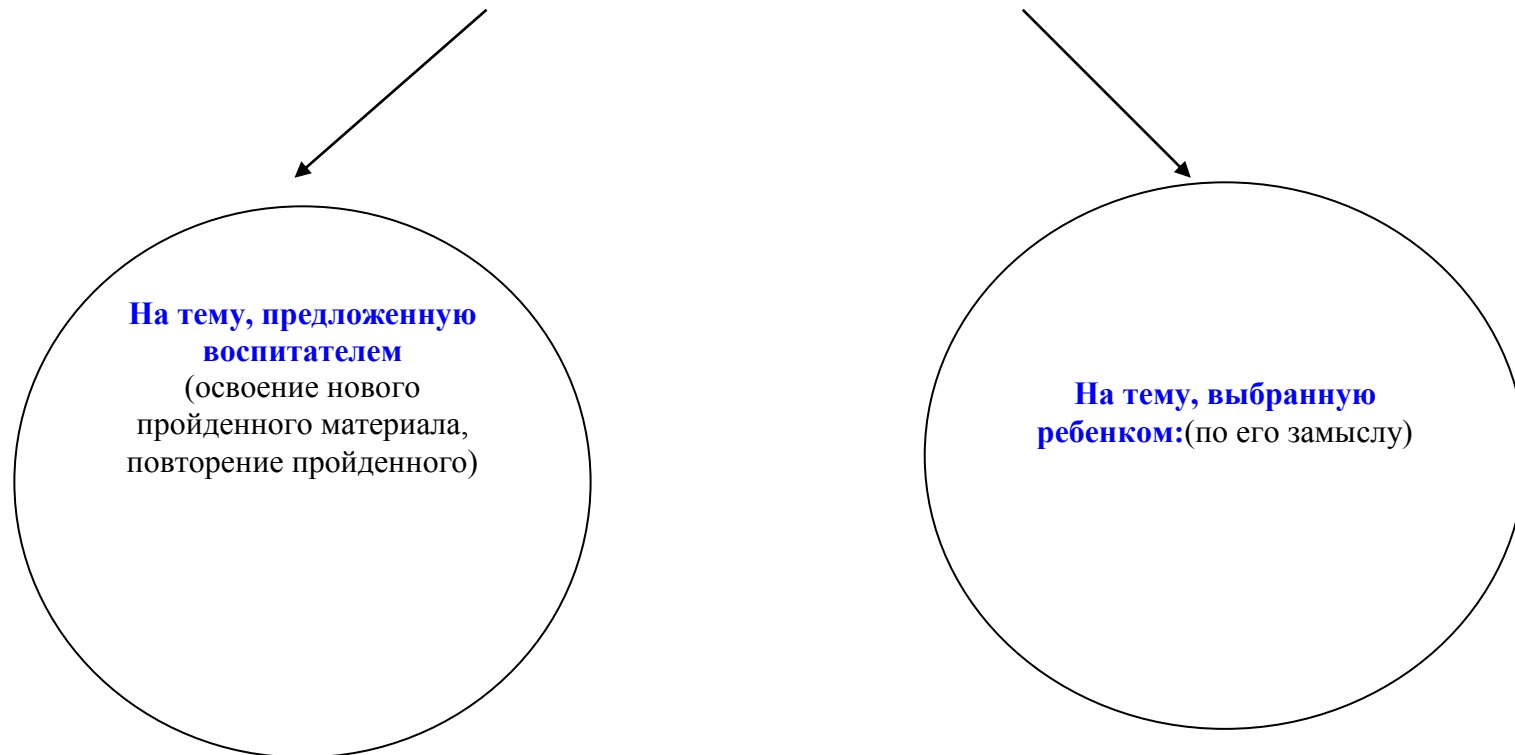 На тему, предложенную
воспитателем
(освоение нового
пройденного материала,
повторение пройденного)
На тему, выбранную
ребенком:(по его замыслу)